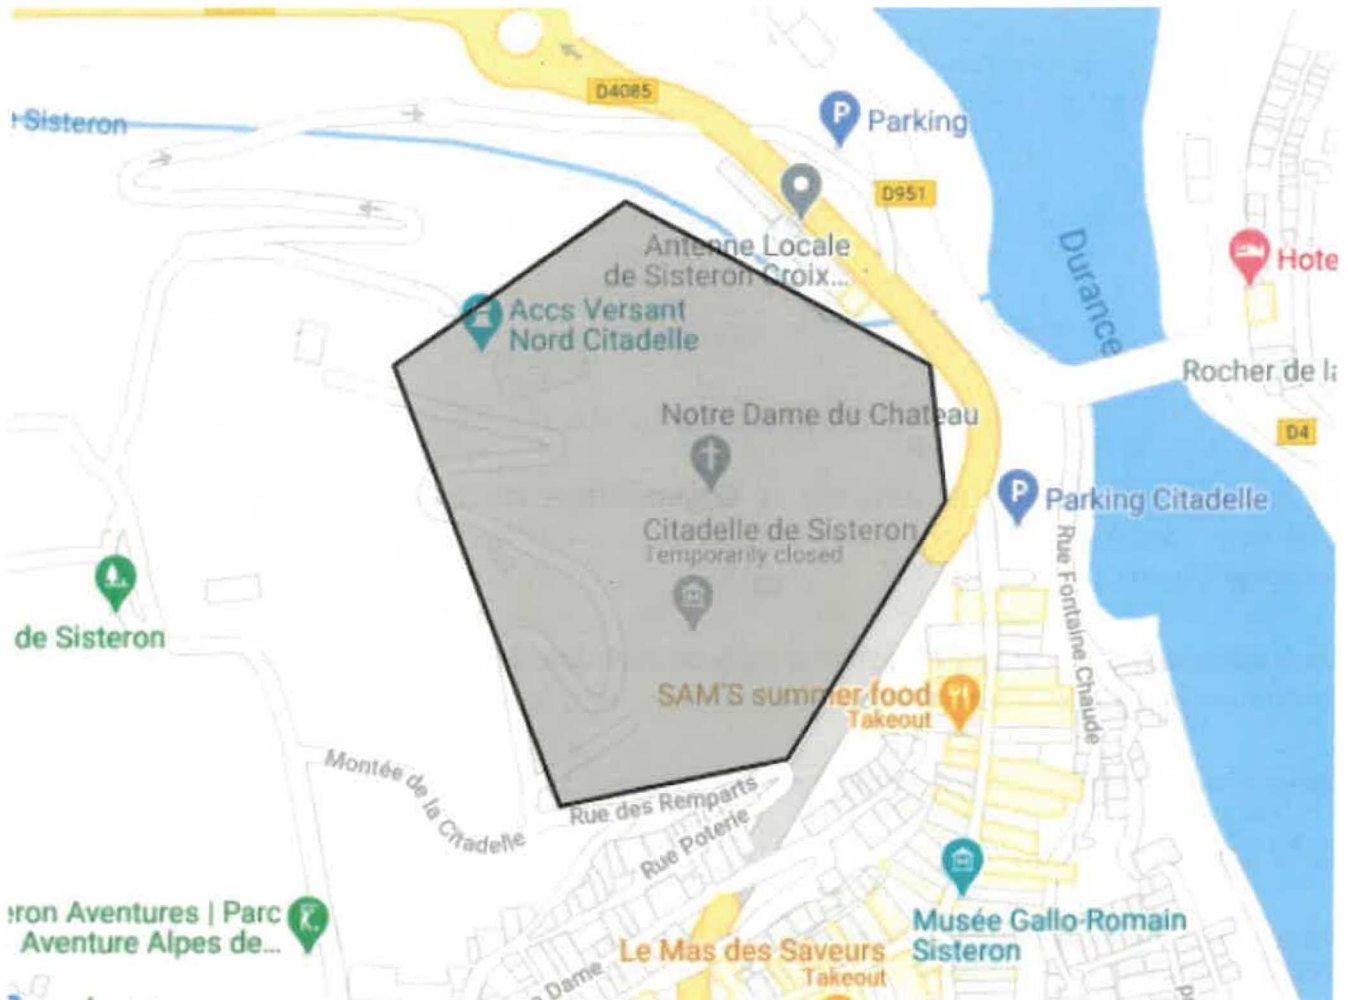 D4085
Sisteron
Parking
D951
Antenne Locale
de Sisteron Croix...
Durance
Hote
Accs Versant
Nord Citadelle
Rocher de la
Notre Dame du Chateau
D4
Parking Citadelle
Citadelle de Sisteron
Temporarily closed
Rue Fontaine Chaude
de Sisteron
SAM'S summer food
Takeout
Montée de la Citadelle
Rue des Remparts
Rue Poterie
eron Aventures | Parc
Aventure Alpes de...
Musée Gallo-Romain
Sisteron
Le Mas des Saveurs
Takeout
Dame